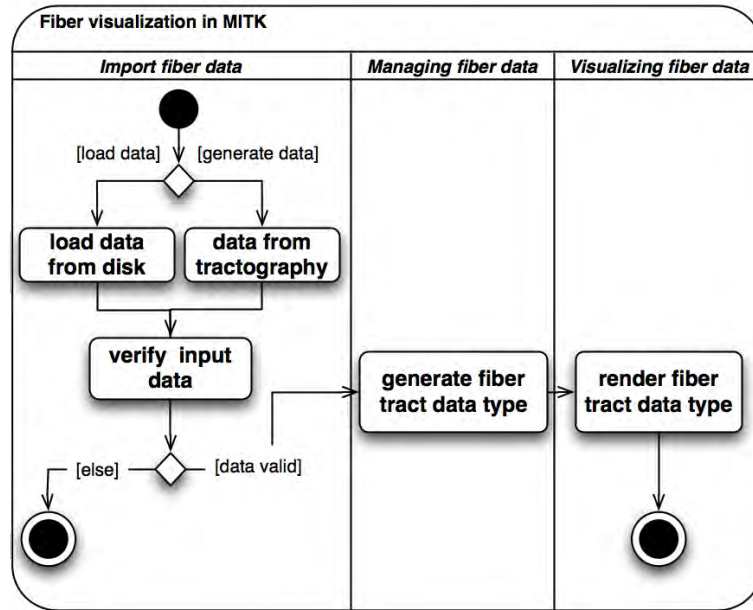 Fiber visualization in MITK
Import fiber data
Managing fiber data
Visualizing fiber data
[load data]
[generate data]
load data
from disk
data from
tractography
verify input
data
generate fiber
tract data type
render fiber
tract data type
[else]
[data valid]